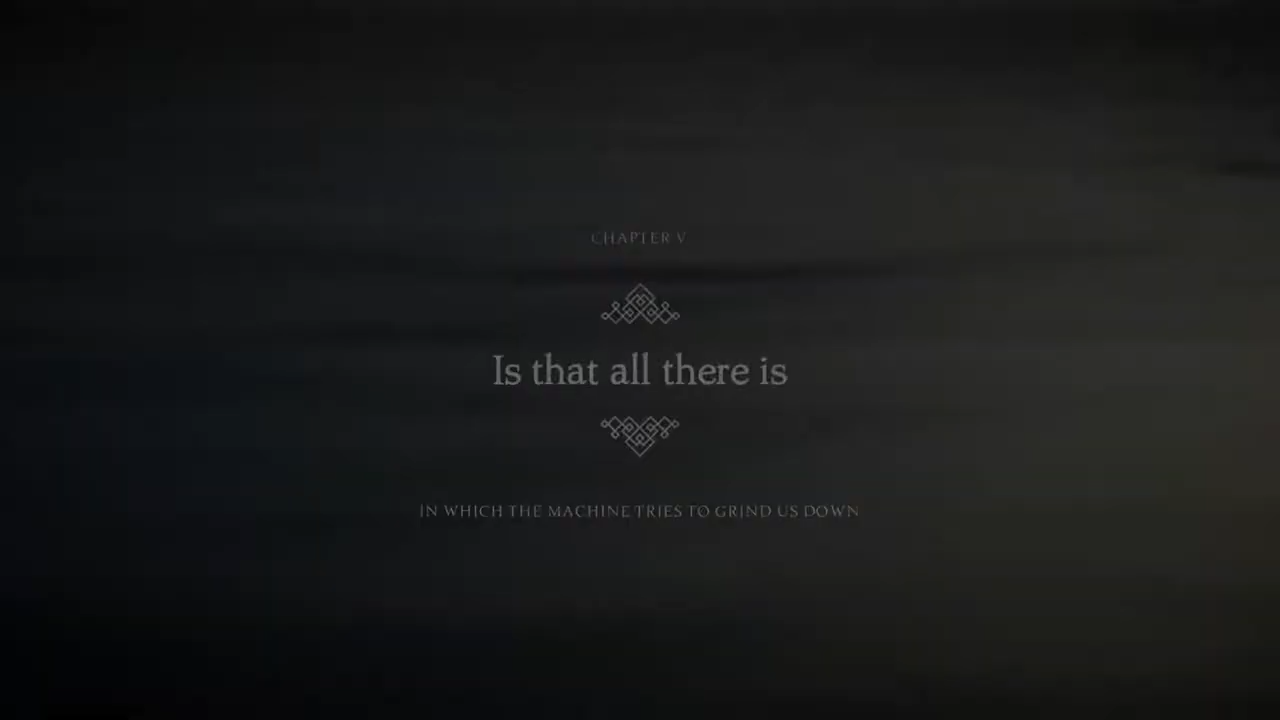 CHAPTER V
Is that all there is
IN WHICH THE MACHINE TRIES TO GRIND US DOWN